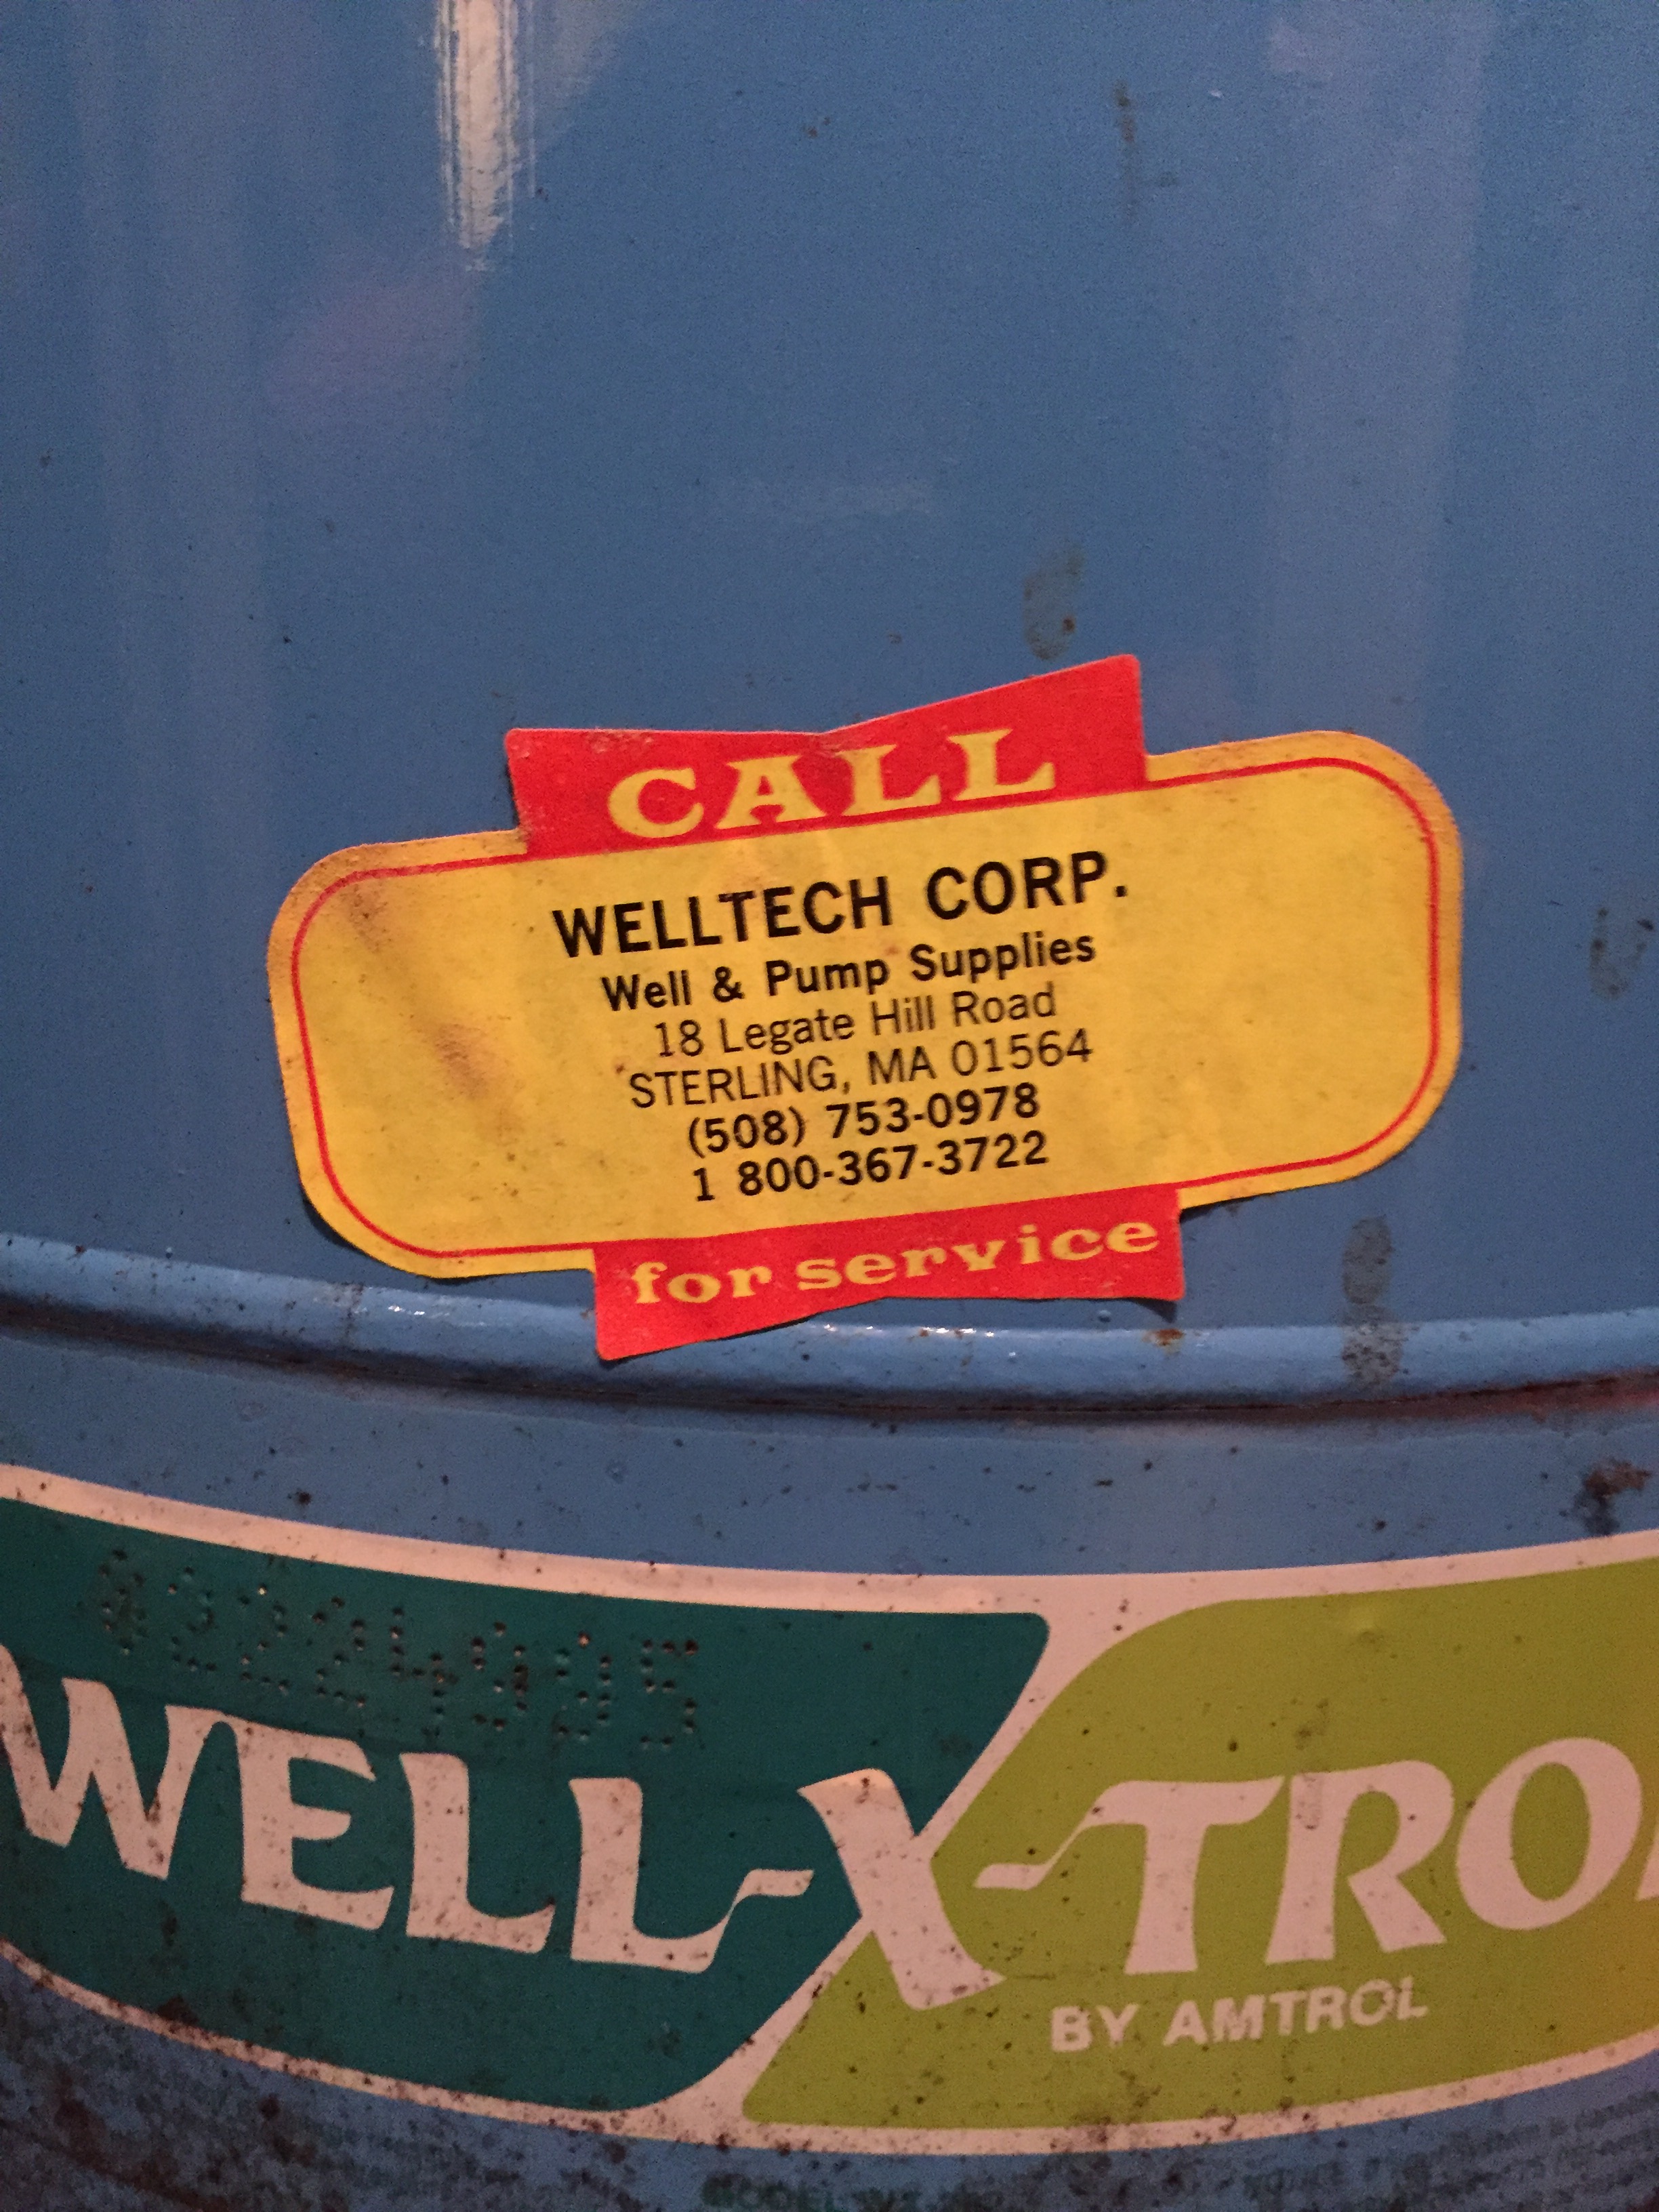 CALL
WELLTECH CORP.
Well & Pump Supplies
18 Legate Hill Road
STERLING, MA 01564
(508) 753-0978
1 800-367-3722
for service
WELL-X-TRO
BY AMTROL
MODEL